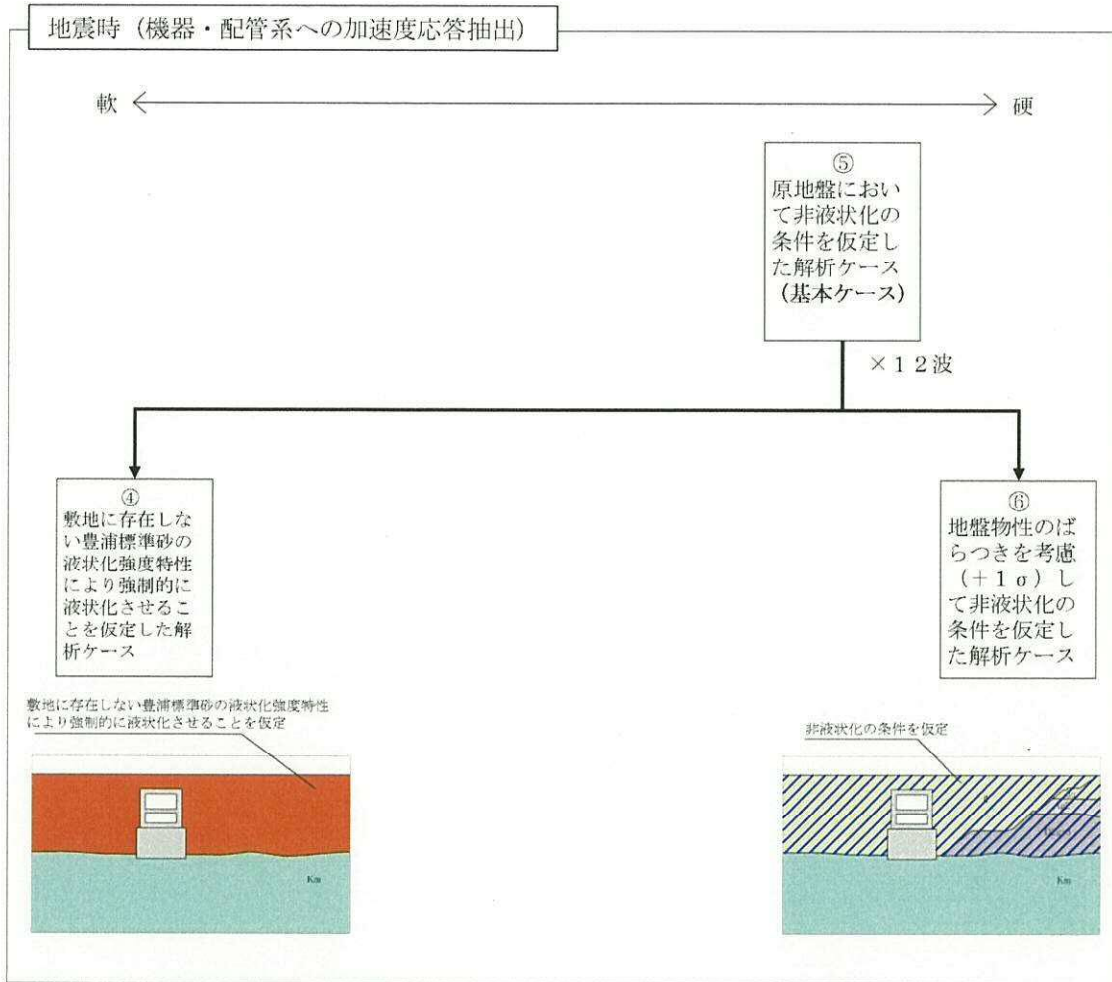 地震時（機器・配管系への加速度応答抽出）
軟
硬
⑤
原地盤において非液状化の
条件を仮定し
た解析ケース
（基本ケース）
×12波
④
敷地に存在しな
い豊浦標準砂の
液状化強度特性
により強制的に
液状化させるこ
とを仮定した解
析ケース
⑥
地盤物性のば
らつきを考慮
（＋1σ）し
て非液状化の
条件を仮定し
た解析ケース
敷地に存在しない豊浦標準砂の液状化強度特性
により強制的に液状化させることを仮定
非液状化の条件を仮定
Km
Km